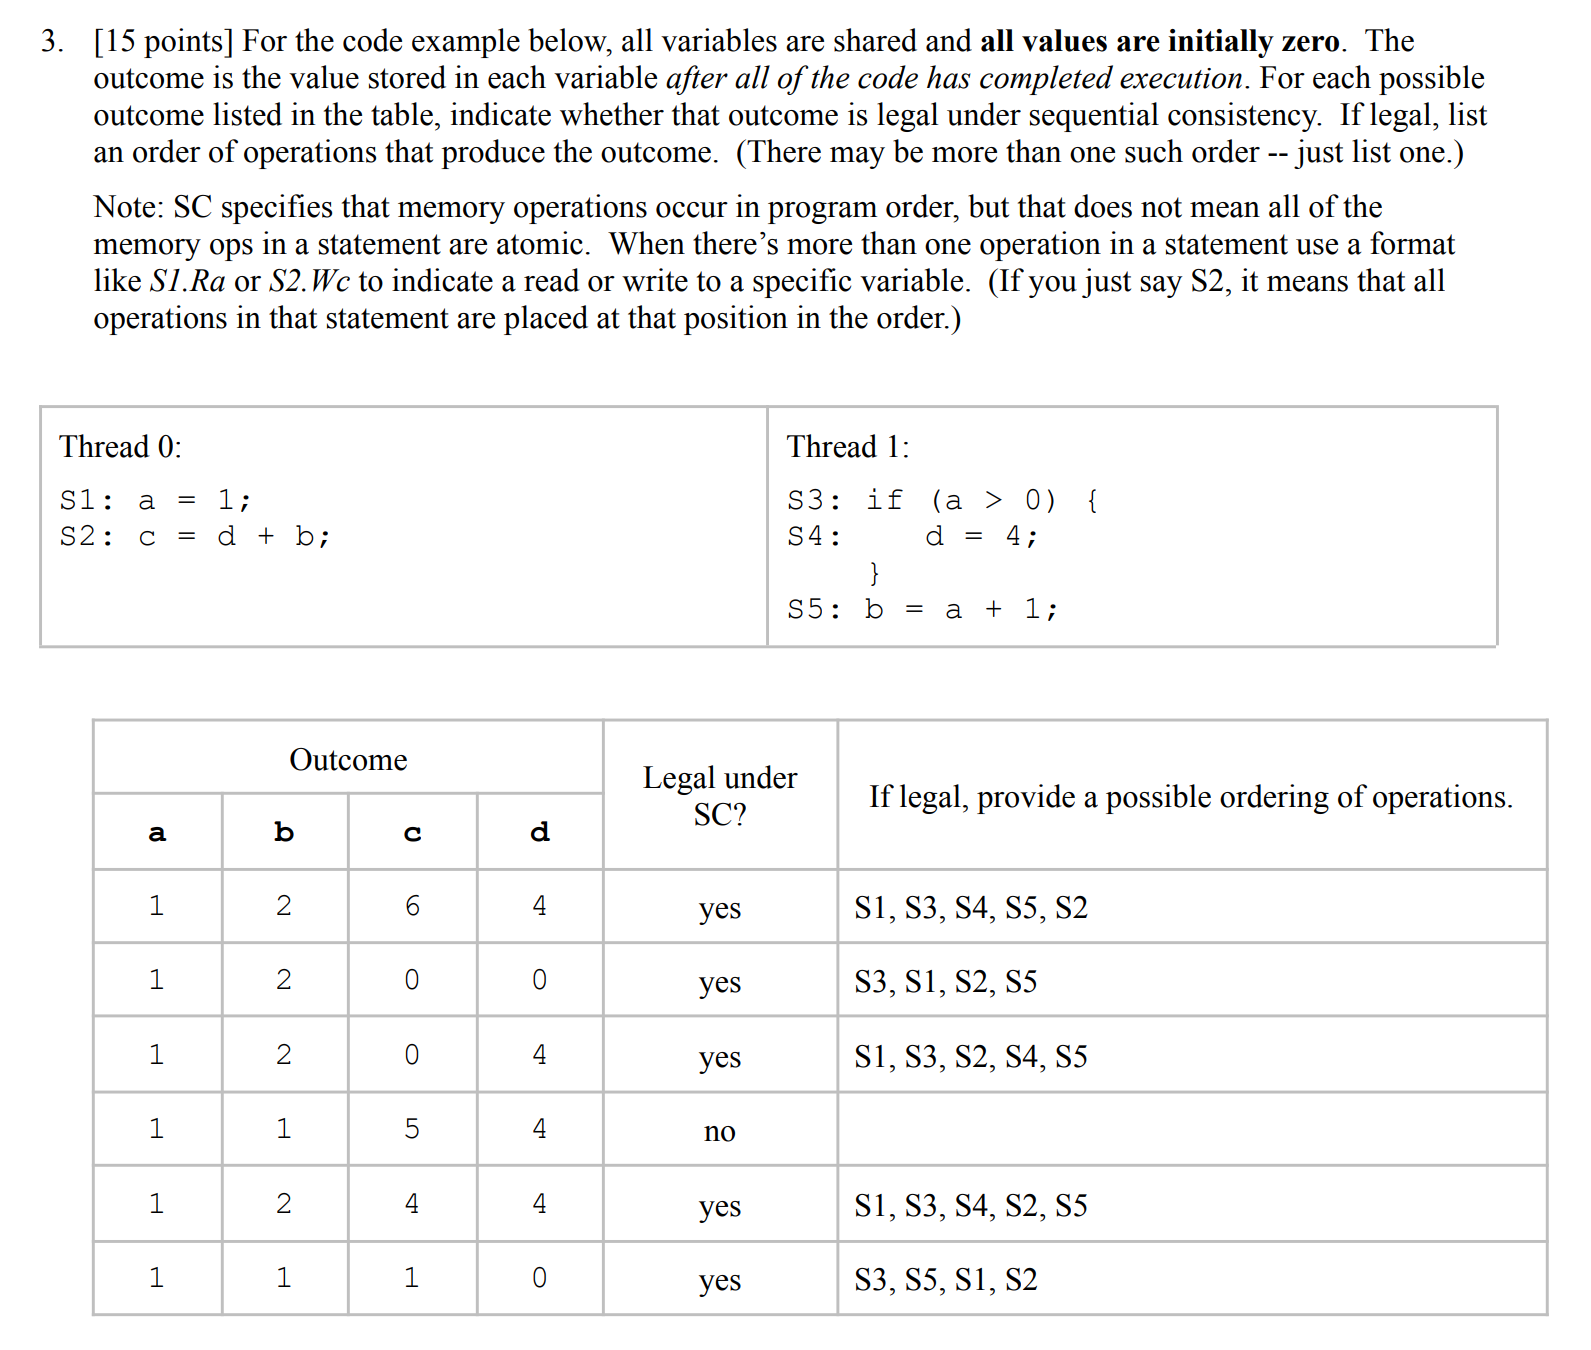 3. [15 points] For the code example below, all variables are shared and all values are initially zero. The
outcome is the value stored in each variable after all of the code has completed execution. For each possible
outcome listed in the table, indicate whether that outcome is legal under sequential consistency. If legal, list
an order of operations that produce the outcome. (There may be more than one such order -- just list one.)
Note: SC specifies that memory operations occur in program order, but that does not mean all of the
memory ops in a statement are atomic. When there’s more than one operation in a statement use a format
like S1.Ra or S2.Wc to indicate a read or write to a specific variable. (If you just say S2, it means that all
operations in that statement are placed at that position in the order.)
Thread 0:
S1: a = 1;
S2: c = d + b;
Thread 1:
S3: if (a > 0) {
S4: d = 4;
}
S5: b = a + 1;
Outcome
Legal under
SC?
If legal, provide a possible ordering of operations.
a b c d
1 2 6 4 yes S1, S3, S4, S5, S2
1 2 0 0 yes S3, S1, S2, S5
1 2 0 4 yes S1, S3, S2, S4, S5
1 1 5 4 no
1 2 4 4 yes S1, S3, S4, S2, S5
1 1 1 0 yes S3, S5, S1, S2